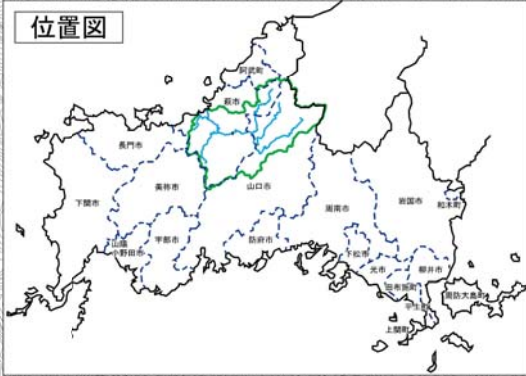 位置図
阿武町
萩市
長門市
美祢市
山口市
下関市
周南市
岩国市
和木町
山陽
小野田市
宇部市
防府市
下松市
光市
柳井市
田布施町
平生町
周防大島町
上関町